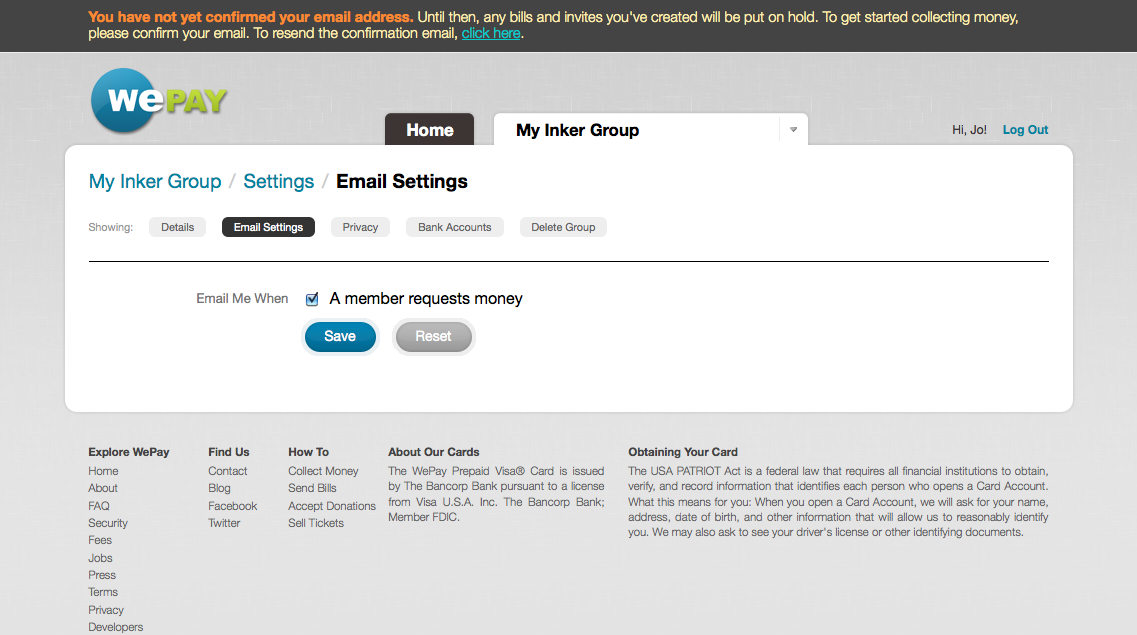 You have not yet confirmed your email address. Until then, any bills and invites you've created will be put on hold. To get started collecting money,
please confirm your email. To resend the confirmation email, click here.
wePAY
Home
My Inker Group
Hi, Jo! Log Out
My Inker Group / Settings / Email Settings
Showing: Details Email Settings Privacy Bank Accounts Delete Group
Email Me When A member requests money
Save Reset
Explore WePay
Home
About
FAQ
Security
Fees
Jobs
Press
Terms
Privacy
Developers
Find Us
Contact
Blog
Facebook
Twitter
How To
Collect Money
Send Bills
Accept Donations
Sell Tickets
About Our Cards
The WePay Prepaid Visa® Card is issued
by The Bancorp Bank pursuant to a license
from Visa U.S.A. Inc. The Bancorp Bank;
Member FDIC.
Obtaining Your Card
The USA PATRIOT Act is a federal law that requires all financial institutions to obtain,
verify, and record information that identifies each person who opens a Card Account.
What this means for you: When you open a Card Account, we will ask for your name,
address, date of birth, and other information that will allow us to reasonably identify
you. We may also ask to see your driver's license or other identifying documents.